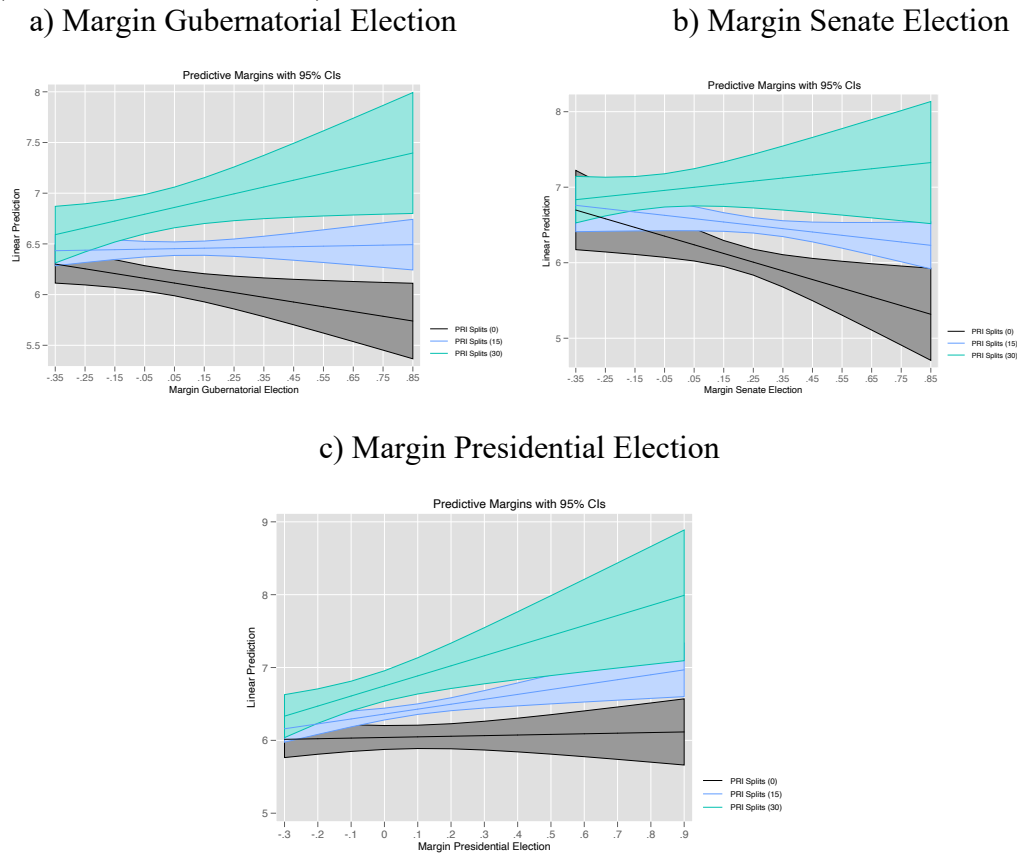 a) Margin Gubernatorial Election
Predictive Margins with 95% CIs
Linear Prediction
8
7.5
7
6.5
6
5.5
-.35 -.25 -.15 -.05 .05 .15 .25 .35 .45 .55 .65 .75 .85
Margin Gubernatorial Election
PRI Splits (0)
PRI Splits (15)
PRI Splits (30)
b) Margin Senate Election
Predictive Margins with 95% CIs
Linear Prediction
8
7
6
5
-.35 -.25 -.15 -.05 .05 .15 .25 .35 .45 .55 .65 .75 .85
Margin Senate Election
PRI Splits (0)
PRI Splits (15)
PRI Splits (30)
c) Margin Presidential Election
Predictive Margins with 95% CIs
Linear Prediction
9
8
7
6
5
-.3 -.2 -.1 0 .1 .2 .3 .4 .5 .6 .7 .8 .9
Margin Presidential Election
PRI Splits (0)
PRI Splits (15)
PRI Splits (30)